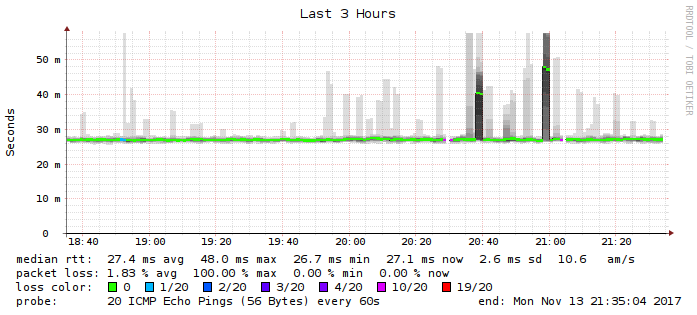 Last 3 Hours
RRDTOOL / TOBI OETIKER
Seconds
50 m
40 m
30 m
20 m
10 m
0
18:40 19:00 19:20 19:40 20:00 20:20 20:40 21:00 21:20
median rtt: 27.4 ms avg 48.0 ms max 26.7 ms min 27.1 ms now 2.6 ms sd 10.6 am/s
packet loss: 1.83 % avg 100.00 % max 0.00 % min 0.00 % now
loss color: 0 1/20 2/20 3/20 4/20 10/20 19/20
probe: 20 ICMP Echo Pings (56 Bytes) every 60s end: Mon Nov 13 21:35:04 2017